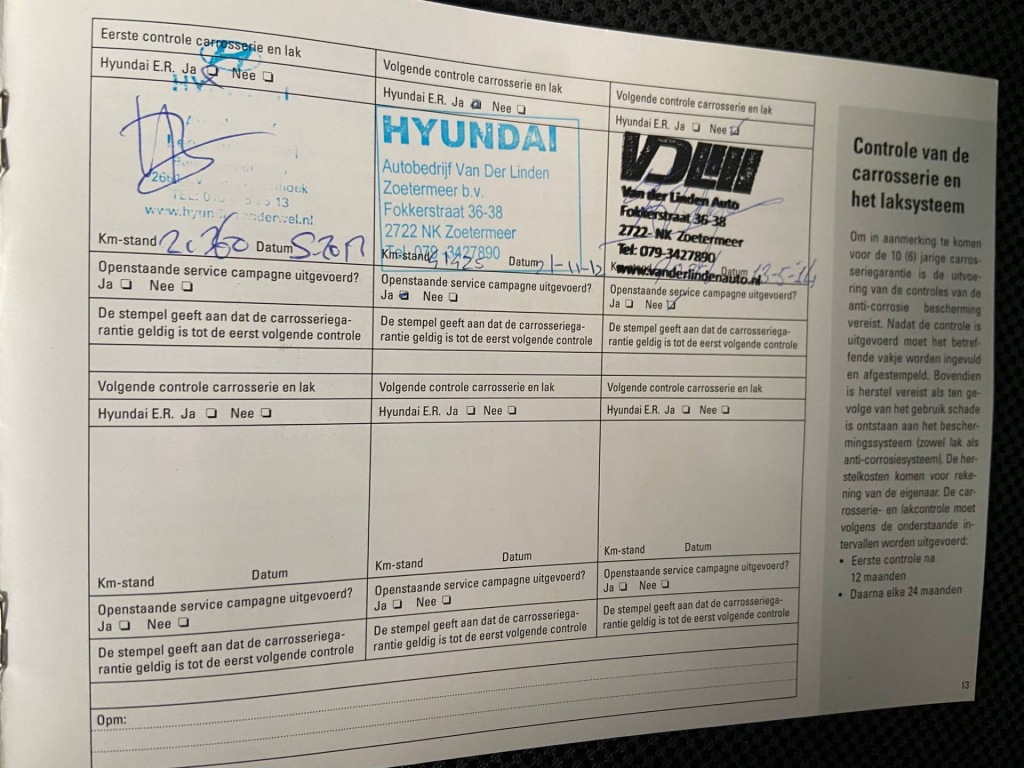 Eerste controle carrosserie en lak
Hyundai E.R. Ja ☒ Nee ☐
TEL:
Km-stand Datum
Openstaande service campagne uitgevoerd?
Ja ☐ Nee ☐
De stempel geeft aan dat de carrosseriega-
rantie geldig is tot de eerst volgende controle
Volgende controle carrosserie en lak
Hyundai E.R. Ja ☒ Nee ☐
HYUNDAI
Autobedrijf Van Der Linden
Zoetermeer b.v.
Fokkerstraat 36-38
2722 NK Zoetermeer
Tel. 079-3427890
Km-stand Datum 21-11-12
Openstaande service campagne uitgevoerd?
Ja ☒ Nee ☐
De stempel geeft aan dat de carrosseriega-
rantie geldig is tot de eerst volgende controle
Volgende controle carrosserie en lak
Hyundai E.R. Ja ☐ Nee ☑
Van der Linden Auto
Fokkerstraat 36-38
2722- NK Zoetermeer
Tel: 079-3427890
www.vanderlindenauto.nl
Datum 13-5-14
Openstaande service campagne uitgevoerd?
Ja ☐ Nee ☑
De stempel geeft aan dat de carrosseriega-
rantie geldig is tot de eerst volgende controle
Volgende controle carrosserie en lak
Hyundai E.R. Ja ☐ Nee ☐
Km-stand Datum
Openstaande service campagne uitgevoerd?
Ja ☐ Nee ☐
De stempel geeft aan dat de carrosseriega-
rantie geldig is tot de eerst volgende controle
Volgende controle carrosserie en lak
Hyundai E.R. Ja ☐ Nee ☐
Km-stand Datum
Openstaande service campagne uitgevoerd?
Ja ☐ Nee ☐
De stempel geeft aan dat de carrosseriega-
rantie geldig is tot de eerst volgende controle
Volgende controle carrosserie en lak
Hyundai E.R. Ja ☐ Nee ☐
Km-stand Datum
Openstaande service campagne uitgevoerd?
Ja ☐ Nee ☐
De stempel geeft aan dat de carrosseriega-
rantie geldig is tot de eerst volgende controle
Opm:
Controle van de
carrosserie en
het laksysteem
Om in aanmerking te komen
voor de 10 (6) jarige carros-
seriegarantie is de uitvoe-
ring van de controles van de
anti-corrosie bescherming
vereist. Nadat de controle is
uitgevoerd moet het betref-
fende vakje worden ingevuld
en afgestempeld. Bovendien
is herstel vereist als ten ge-
volge van het gebruik schade
is ontstaan aan het bescher-
mingssysteem (zowel lak als
anti-corrosiesysteem). De her-
stelkosten komen voor reke-
ning van de eigenaar. De car-
rosserie- en lakcontrole moet
volgens de onderstaande in-
tervallen worden uitgevoerd:
• Eerste controle na
12 maanden
• Daarna elke 24 maanden
13